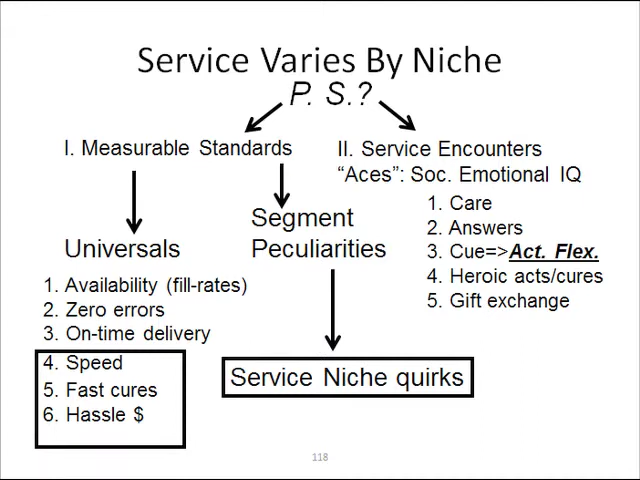 Service Varies By Niche
P. S.?
I. Measurable Standards
II. Service Encounters
“Aces”: Soc. Emotional IQ
1. Care
2. Answers
3. Cue=>Act. Flex.
4. Heroic acts/cures
5. Gift exchange
Segment
Peculiarities
Universals
1. Availability (fill-rates)
2. Zero errors
3. On-time delivery
4. Speed
5. Fast cures
6. Hassle $
Service Niche quirks
118